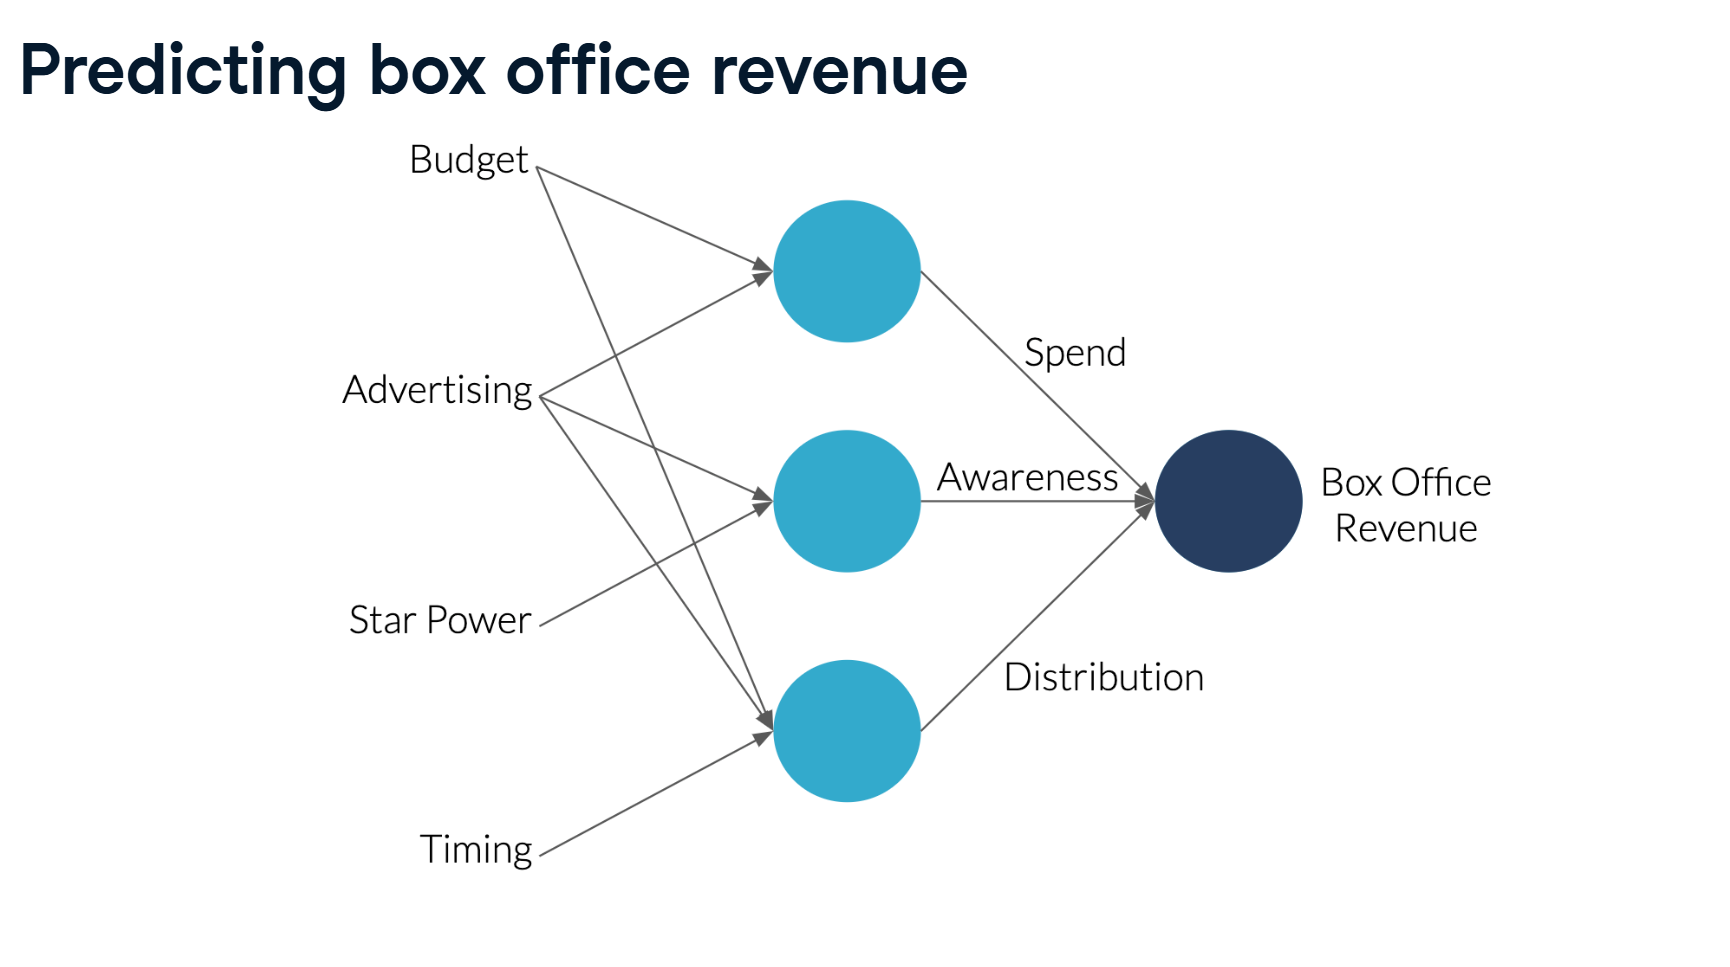 Predicting box office revenue
Budget
Advertising
Star Power
Timing
Spend
Awareness
Distribution
Box Office
Revenue